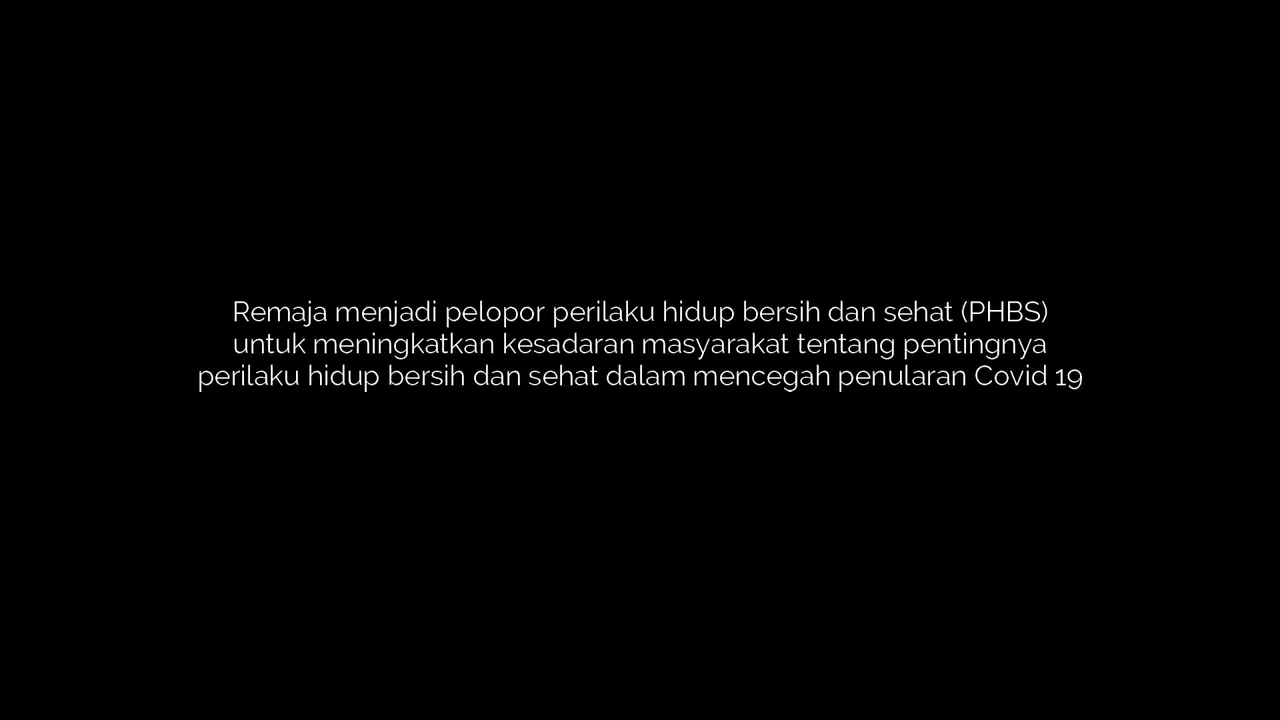 Remaja menjadi pelopor perilaku hidup bersih dan sehat (PHBS)
untuk meningkatkan kesadaran masyarakat tentang pentingnya
perilaku hidup bersih dan sehat dalam mencegah penularan Covid 19